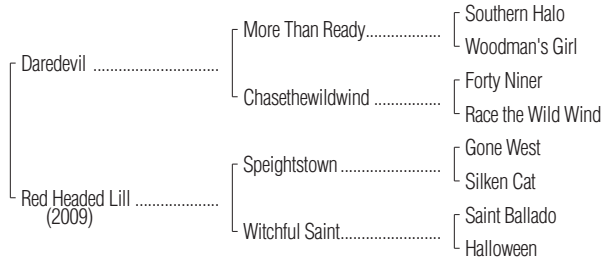 Southern Halo
More Than Ready..................
Woodman's Girl
Daredevil ..............................
Forty Niner
Chasethewildwind ................
Race the Wild Wind
Gone West
Speightstown ........................
Silken Cat
Red Headed Lill ....................
(2009)
Saint Ballado
Witchful Saint........................
Halloween